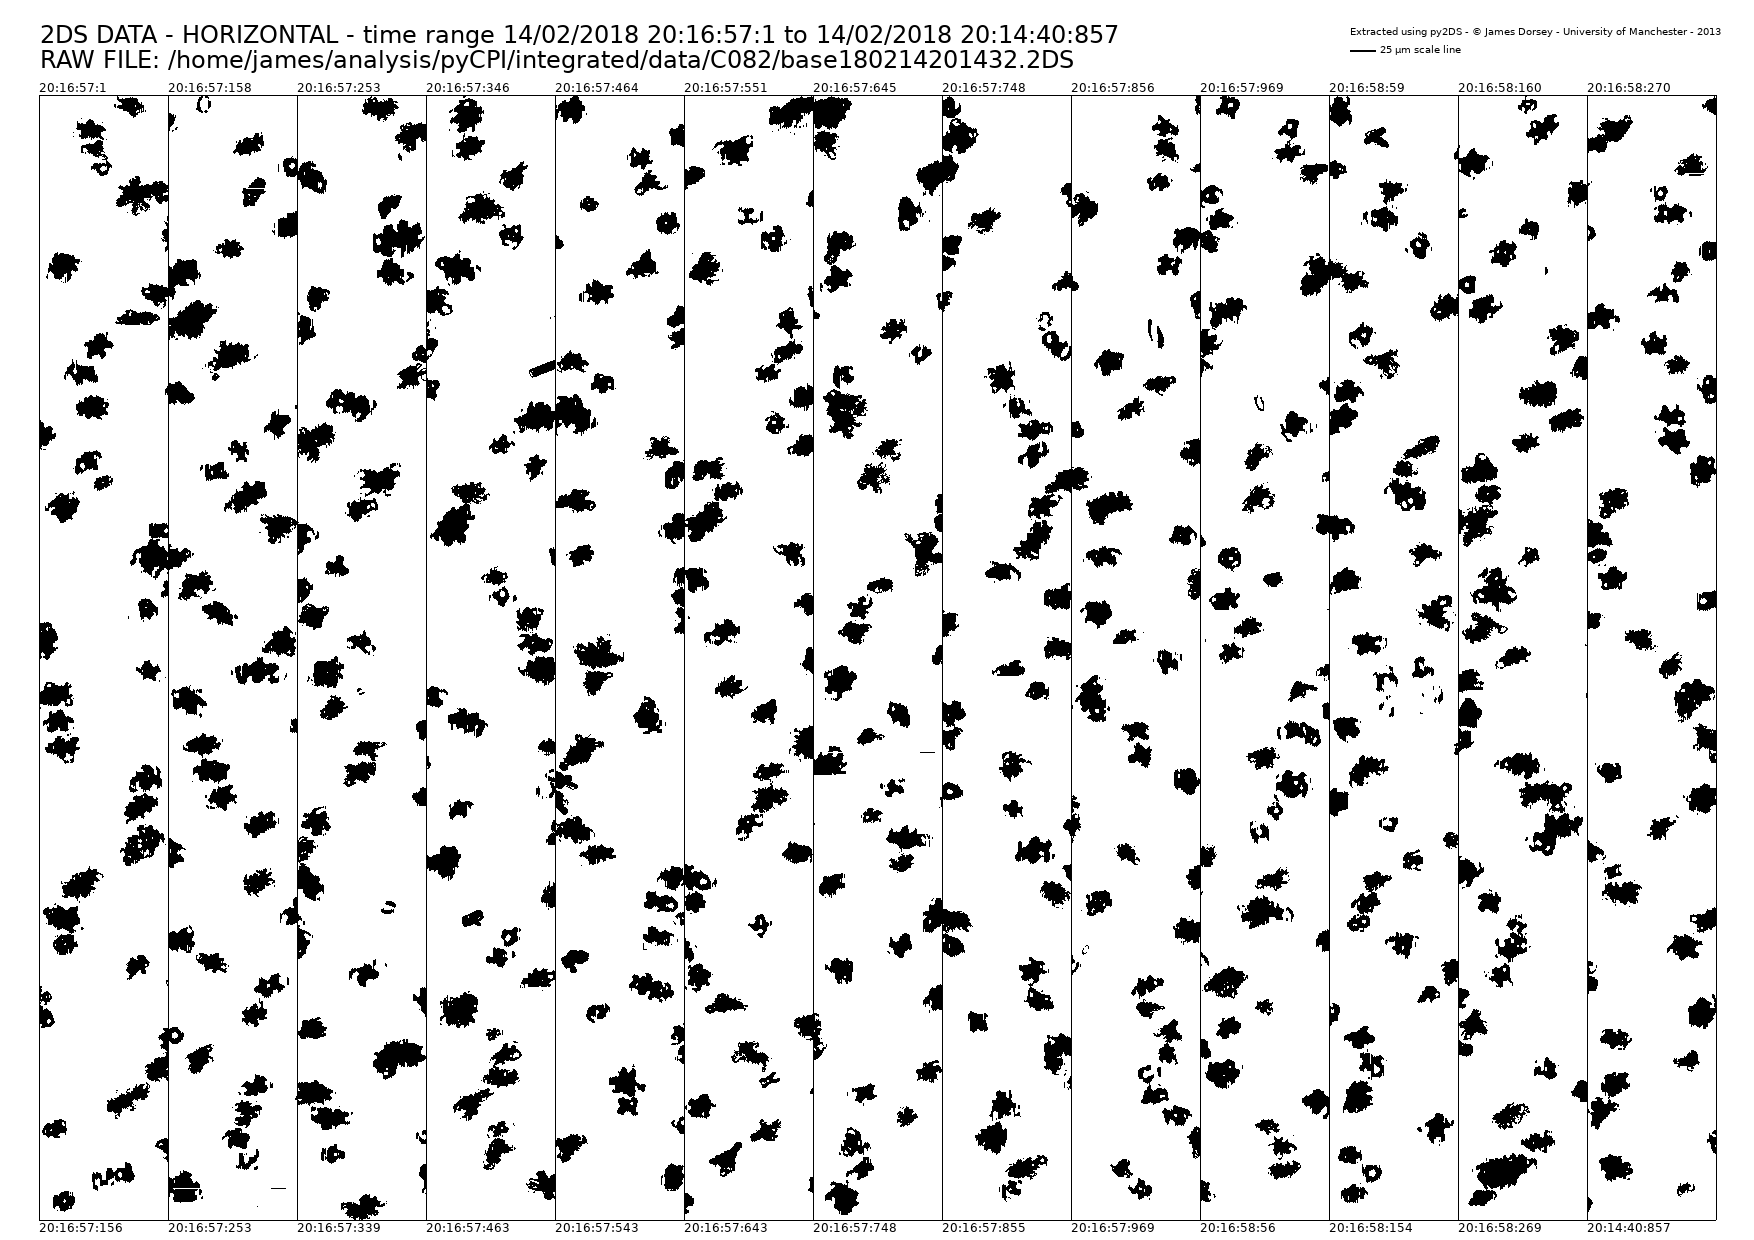 2DS DATA - HORIZONTAL - time range 14/02/2018 20:16:57:1 to 14/02/2018 20:14:40:857
RAW FILE: /home/james/analysis/pyCPI/integrated/data/C082/base180214201432.2DS
Extracted using py2DS - © James Dorsey - University of Manchester - 2013
25 µm scale line
20:16:57:1 20:16:57:158 20:16:57:253 20:16:57:346 20:16:57:464 20:16:57:551 20:16:57:645 20:16:57:748 20:16:57:856 20:16:57:969 20:16:58:59 20:16:58:160 20:16:58:270
20:16:57:156 20:16:57:253 20:16:57:339 20:16:57:463 20:16:57:543 20:16:57:643 20:16:57:748 20:16:57:855 20:16:57:969 20:16:58:56 20:16:58:154 20:16:58:269 20:14:40:857